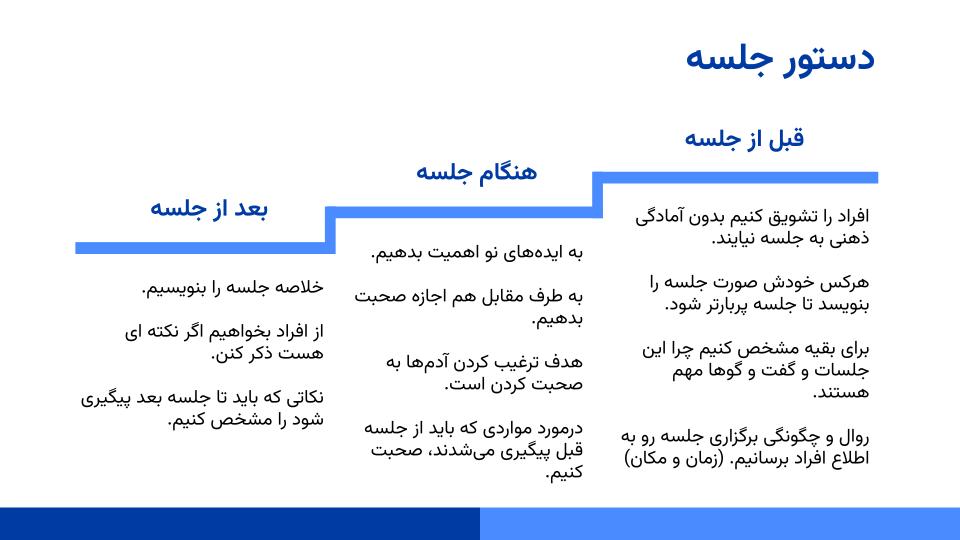 دستور جلسه
قبل از جلسه
افراد را تشویق کنیم بدون آمادگی
ذهنی به جلسه نیایند.
هرکس خودش صورت جلسه را
بنویسد تا جلسه پربارتر شود.
برای بقیه مشخص کنیم چرا این
جلسات و گفت و گوها مهم
هستند.
روال و چگونگی برگزاری جلسه رو به
اطلاع افراد برسانیم. (زمان و مکان)
هنگام جلسه
به ایده‌های نو اهمیت بدهیم.
به طرف مقابل هم اجازه صحبت
بدهیم.
هدف ترغیب کردن آدم‌ها به
صحبت کردن است.
درمورد مواردی که باید از جلسه
قبل پیگیری می‌شدند، صحبت
کنیم.
بعد از جلسه
خلاصه جلسه را بنویسیم.
از افراد بخواهیم اگر نکته ای
هست ذکر کنن.
نکاتی که باید تا جلسه بعد پیگیری
شود را مشخص کنیم.